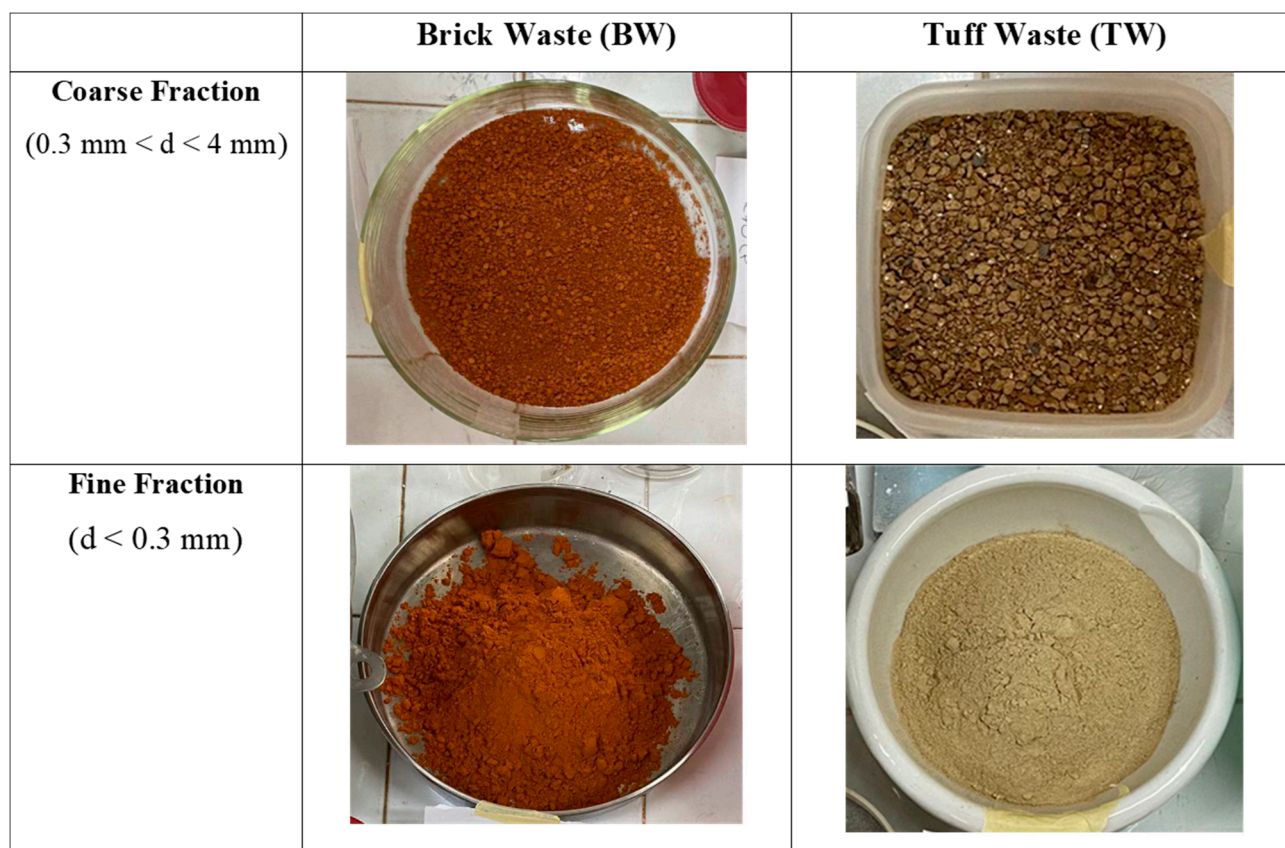 Brick Waste (BW)
Tuff Waste (TW)
Coarse Fraction
(0.3 mm < d < 4 mm)
Fine Fraction
(d < 0.3 mm)